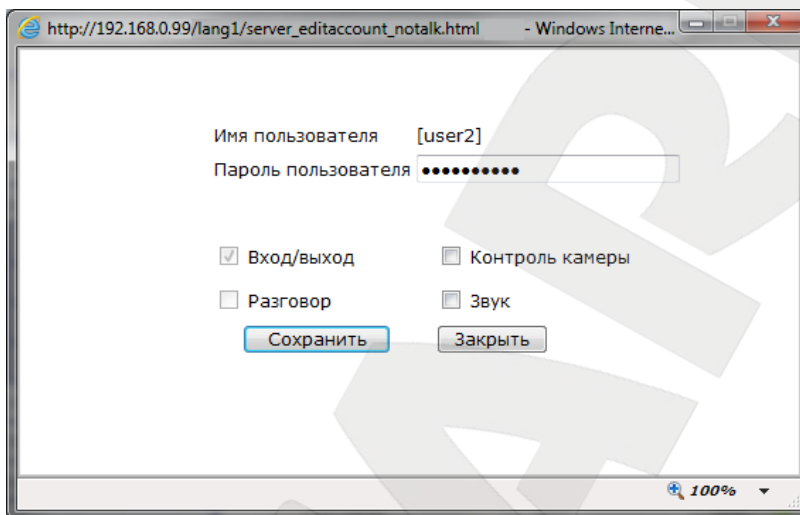 http://192.168.0.99/lang1/server_editaccount_notalk.html - Windows Interne...
Имя пользователя [user2]
Пароль пользователя ••••••••••
Вход/выход Контроль камеры
Разговор Звук
Сохранить Закрыть
100%